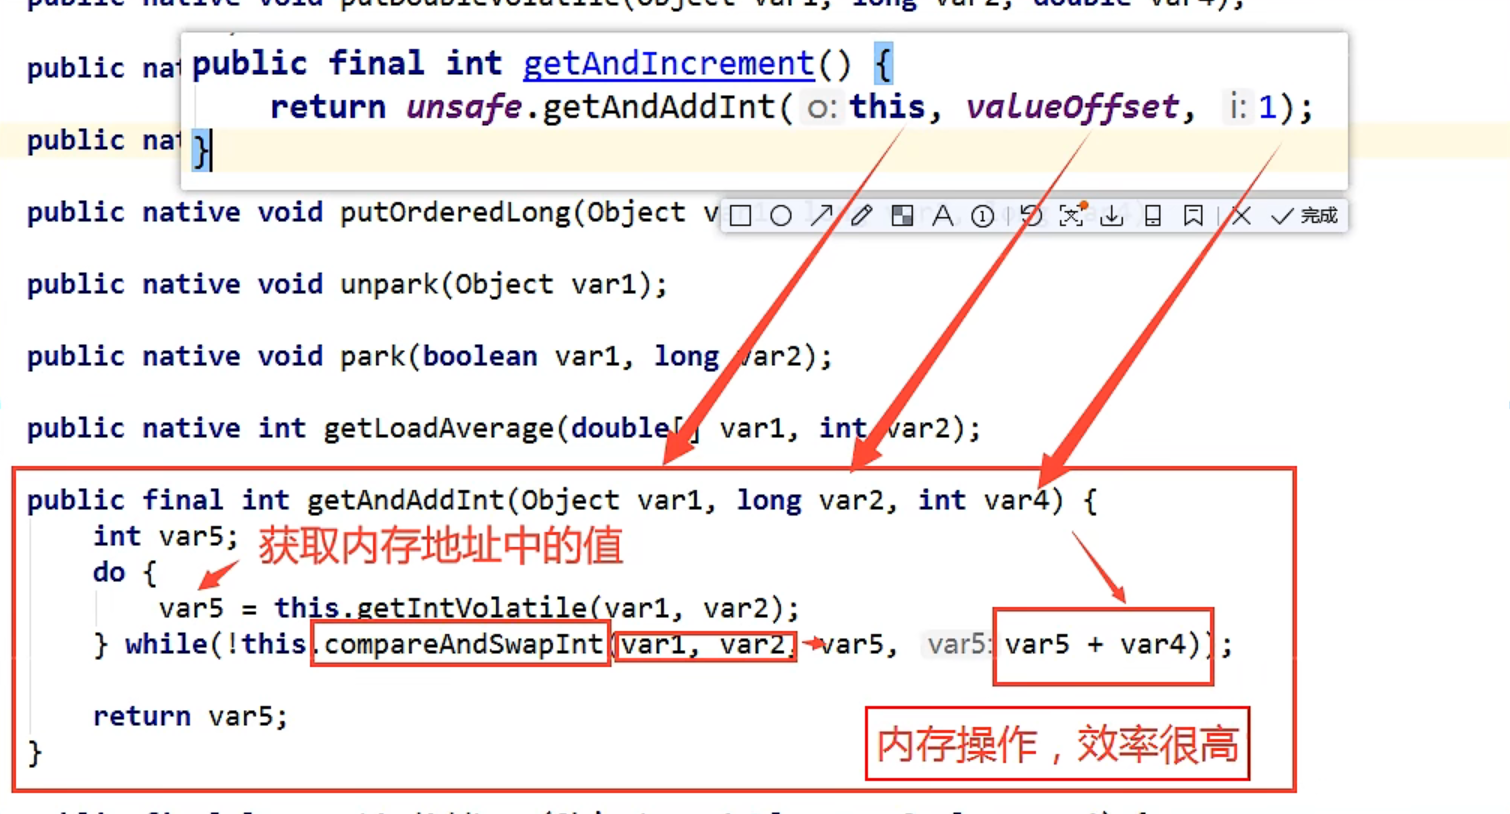 public native void putDoubleVolatile(Object var1, long var2, double var4);
public nat
public final int getAndIncrement() {
return unsafe.getAndAddInt( o: this, valueOffset, i: 1);
public nat
}
public native void putOrderedLong(Object v
完成
public native void unpark(Object var1);
public native void park(boolean var1, long var2);
public native int getLoadAverage(double[] var1, int var2);
public final int getAndAddInt(Object var1, long var2, int var4) {
int var5; 获取内存地址中的值
do {
var5 = this.getIntVolatile(var1, var2);
} while(!this.compareAndSwapInt(var1, var2, var5, var5: var5 + var4));
return var5;
内存操作，效率很高
}